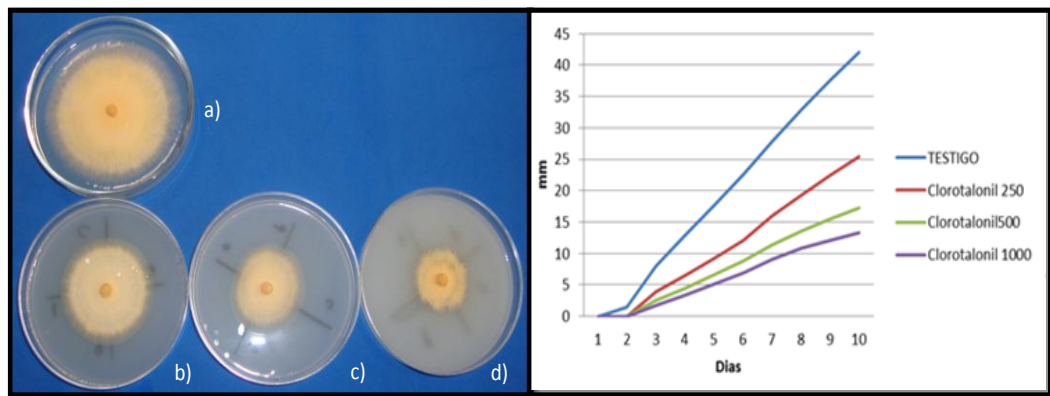 a)
b)
c)
d)
45
40
35
30
25
20
15
10
5
0
mm
1 2 3 4 5 6 7 8 9 10
Dias
TESTIGO
Clorotalonil 250
Clorotalonil500
Clorotalonil 1000